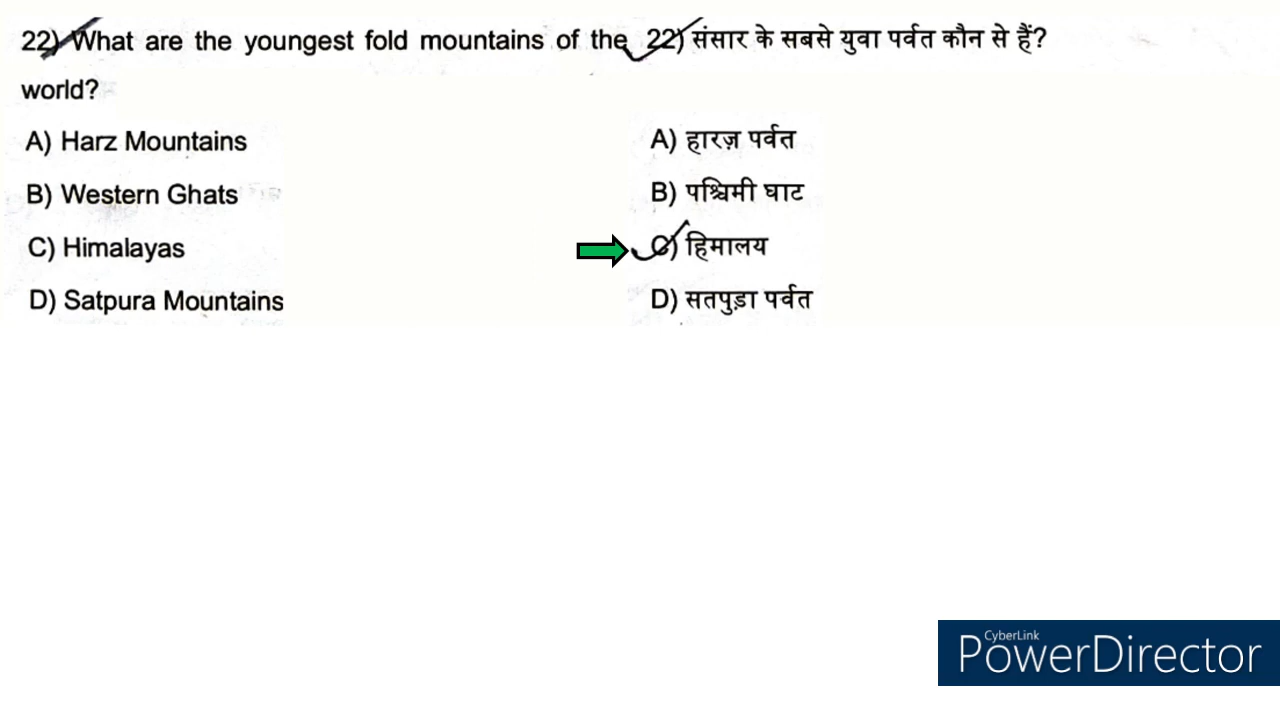 22) What are the youngest fold mountains of the
world?
A) Harz Mountains
B) Western Ghats
C) Himalayas
D) Satpura Mountains
22) संसार के सबसे युवा पर्वत कौन से हैं?
A) हारज़ पर्वत
B) पश्चिमी घाट
C) हिमालय
D) सतपुड़ा पर्वत
CyberLink
PowerDirector